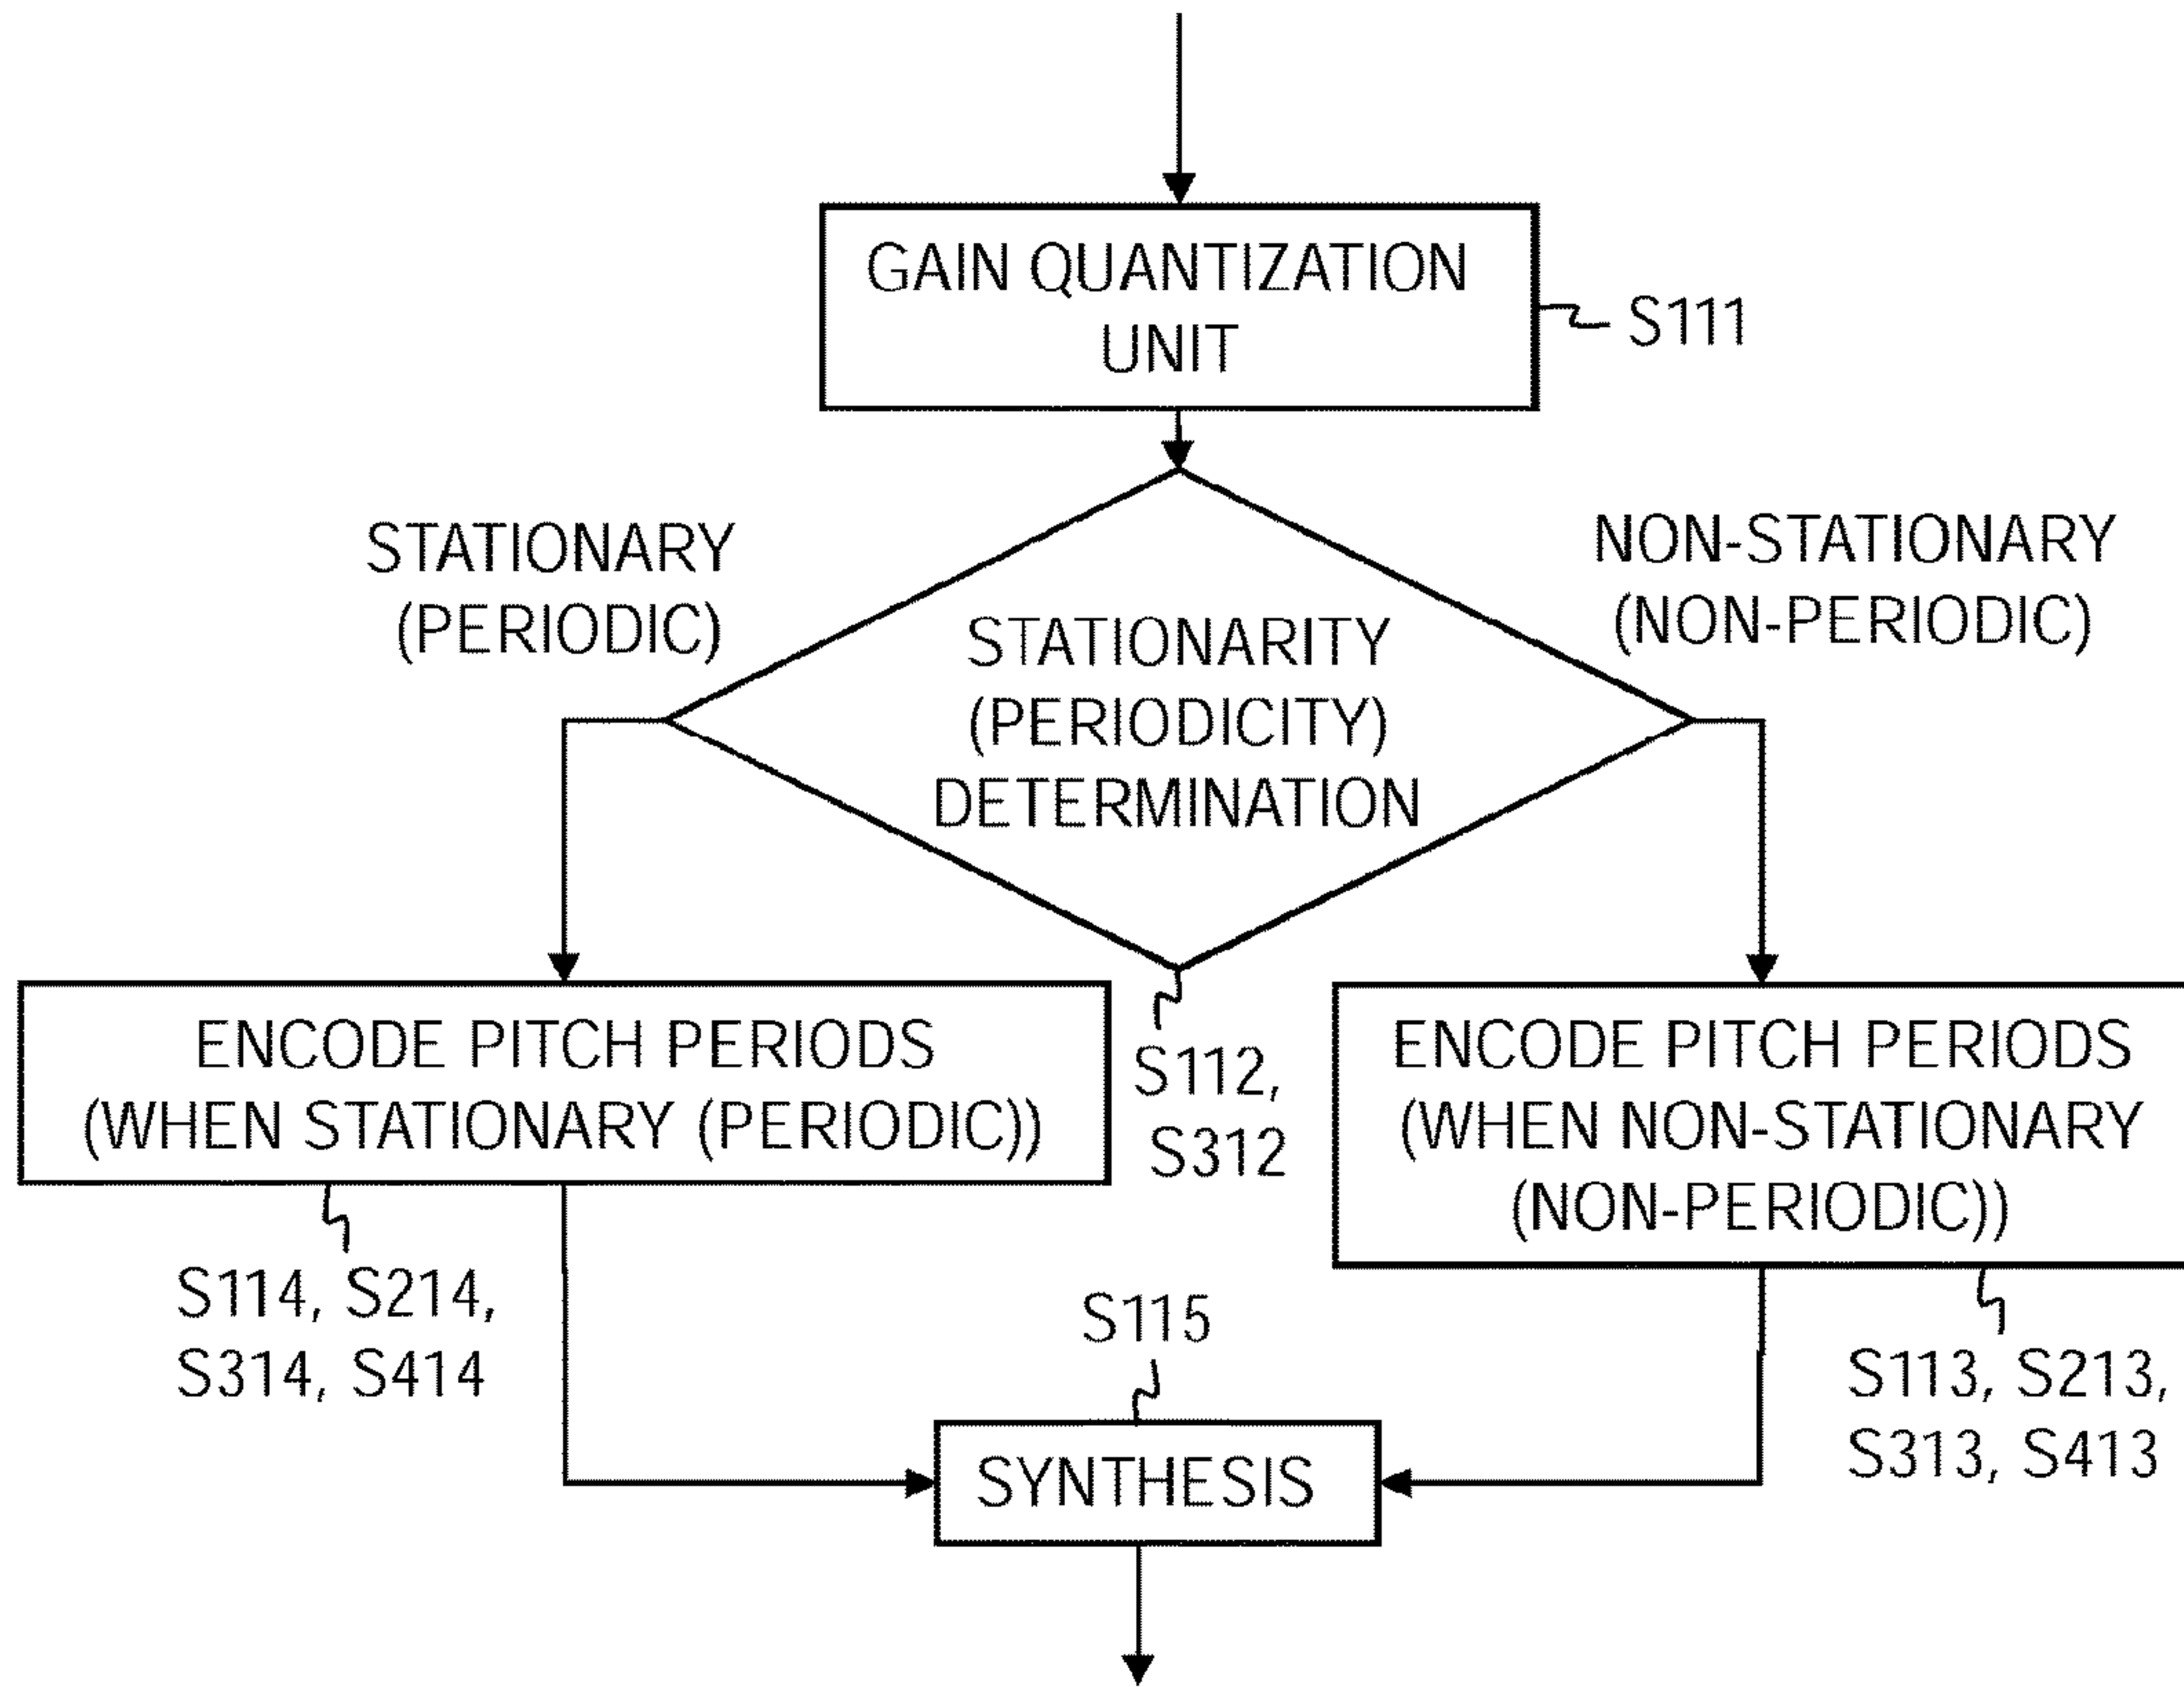 GAIN QUANTIZATION
UNIT
S111
STATIONARY
(PERIODIC)
NON-STATIONARY
(NON-PERIODIC)
STATIONARITY
(PERIODICITY)
DETERMINATION
S112,
S312
ENCODE PITCH PERIODS
(WHEN STATIONARY (PERIODIC))
S114, S214,
S314, S414
ENCODE PITCH PERIODS
(WHEN NON-STATIONARY
(NON-PERIODIC))
S113, S213,
S313, S413
S115
SYNTHESIS